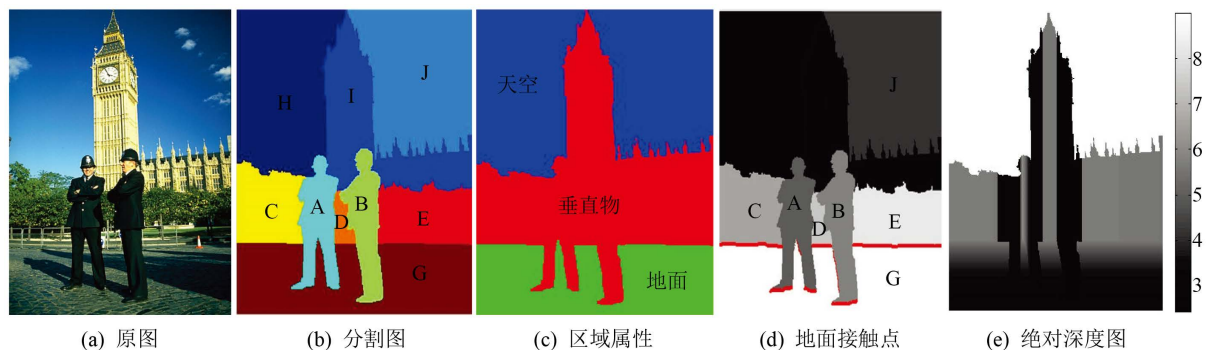 H
I
J
C
A
D
B
E
G
天空
垂直物
地面
J
C
A
D
B
E
G
8
7
6
5
4
3
(a) 原图
(b) 分割图
(c) 区域属性
(d) 地面接触点
(e) 绝对深度图